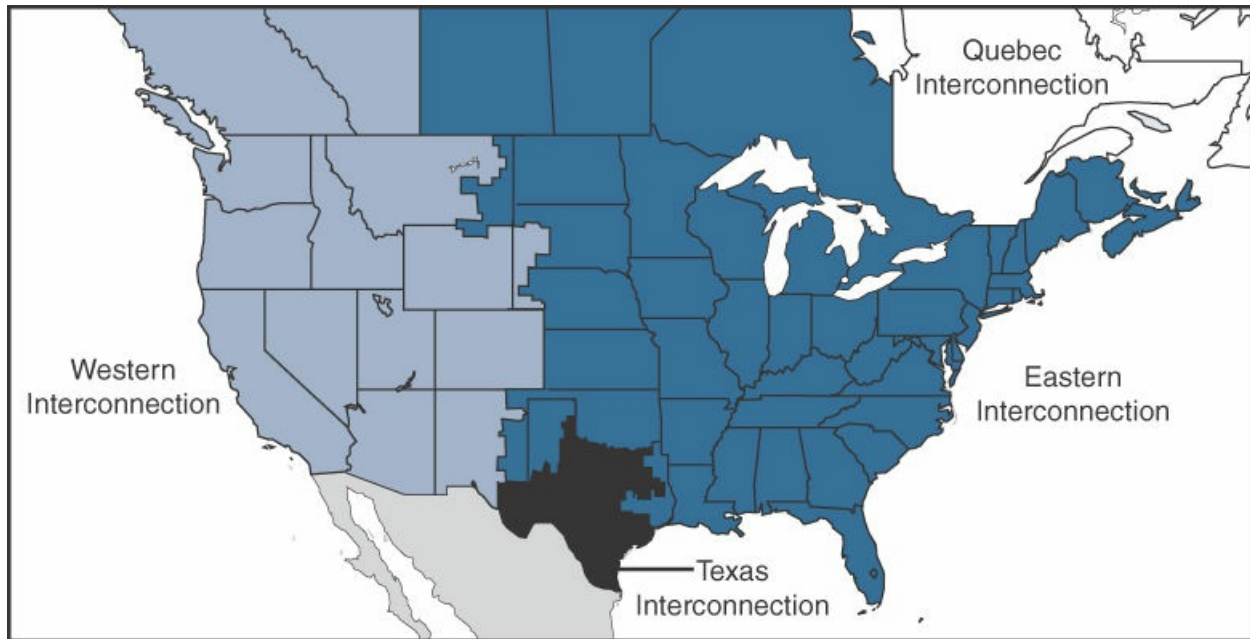 Quebec
Interconnection
Western
Interconnection
Eastern
Interconnection
Texas
Interconnection